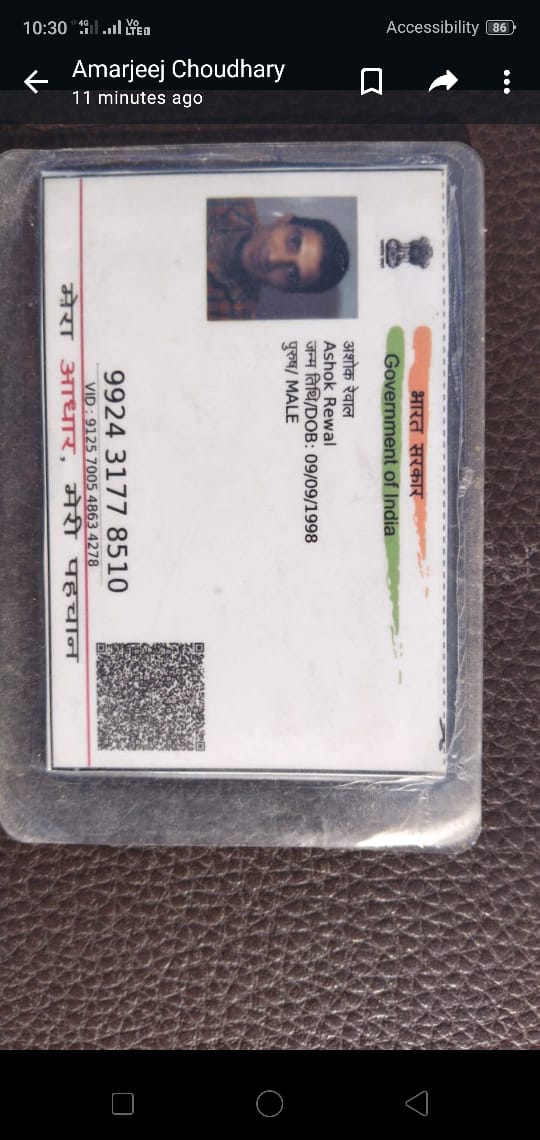 10:30 4G Vo LTE Accessibility 86
Amarjeej Choudhary
11 minutes ago
भारत सरकार
Government of India
अशोक रेवाल
Ashok Rewal
जन्म तिथि/DOB: 09/09/1998
पुरुष/ MALE
9924 3177 8510
VID : 9125 7005 4863 4278
मेरा आधार, मेरी पहचान